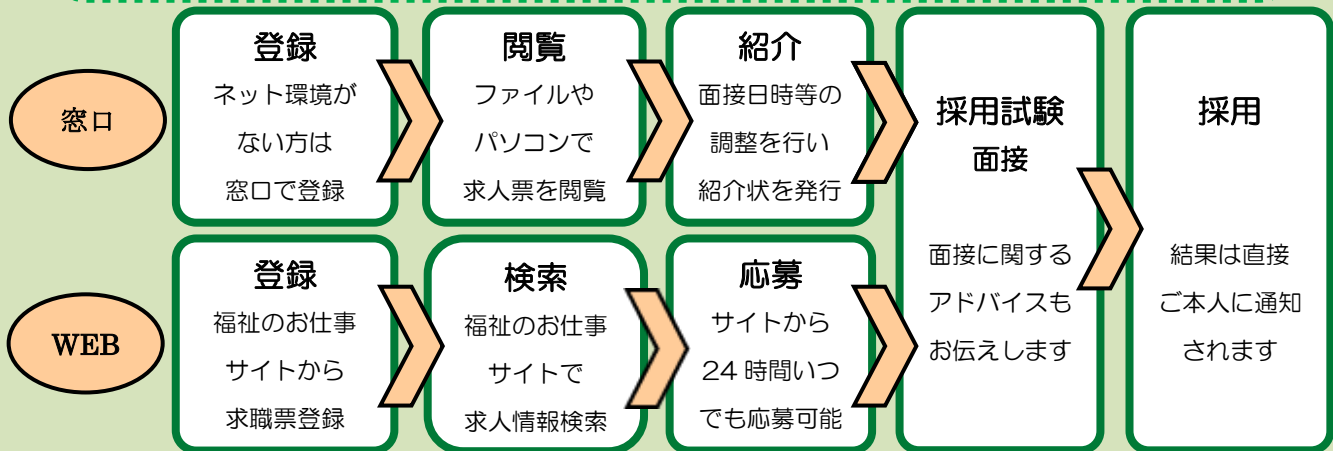 窓口
登録
ネット環境が
ない方は
窓口で登録
閲覧
ファイルや
パソコンで
求人票を閲覧
紹介
面接日時等の
調整を行い
紹介状を発行
WEB
登録
福祉のお仕事
サイトから
求職票登録
検索
福祉のお仕事
サイトで
求人情報検索
応募
サイトから
24時間いつ
でも応募可能
採用試験
面接
面接に関する
アドバイスも
お伝えします
採用
結果は直接
ご本人に通知
されます